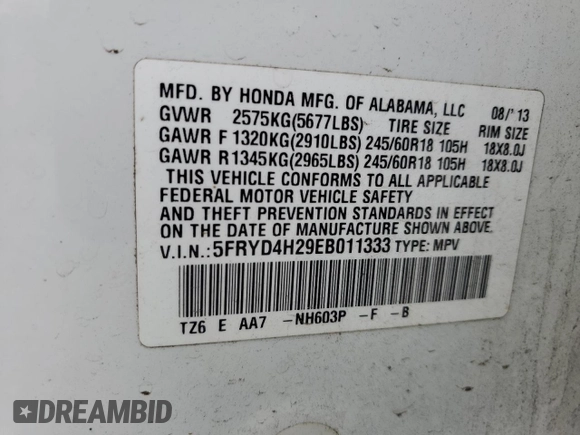 MFD. BY HONDA MFG. OF ALABAMA, LLC 08/'13
GVWR 2575KG(5677LBS) TIRE SIZE RIM SIZE
GAWR F 1320KG(2910LBS) 245/60R18 105H 18X8.0J
GAWR R 1345KG(2965LBS) 245/60R18 105H 18X8.0J
THIS VEHICLE CONFORMS TO ALL APPLICABLE
FEDERAL MOTOR VEHICLE SAFETY
AND THEFT PREVENTION STANDARDS IN EFFECT
ON THE DATE OF MANUFACTURE SHOWN ABOVE.
V.I.N.: 5FRYD4H29EB011333 TYPE: MPV
TZ6 E AA7 -NH603P -F -B
DREAMBID